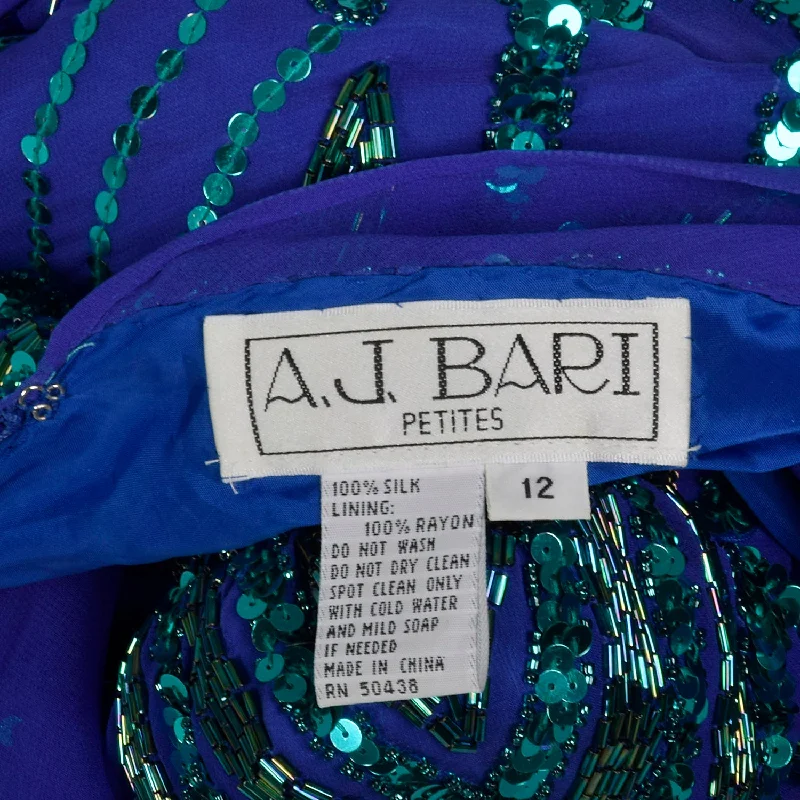 A.J. BARI
PETITES
12
100% SILK
LINING:
100% RAYON
DO NOT WASH
DO NOT DRY CLEAN
SPOT CLEAN ONLY
WITH COLD WATER
AND MILD SOAP
IF NEEDED
MADE IN CHINA
RN 50438